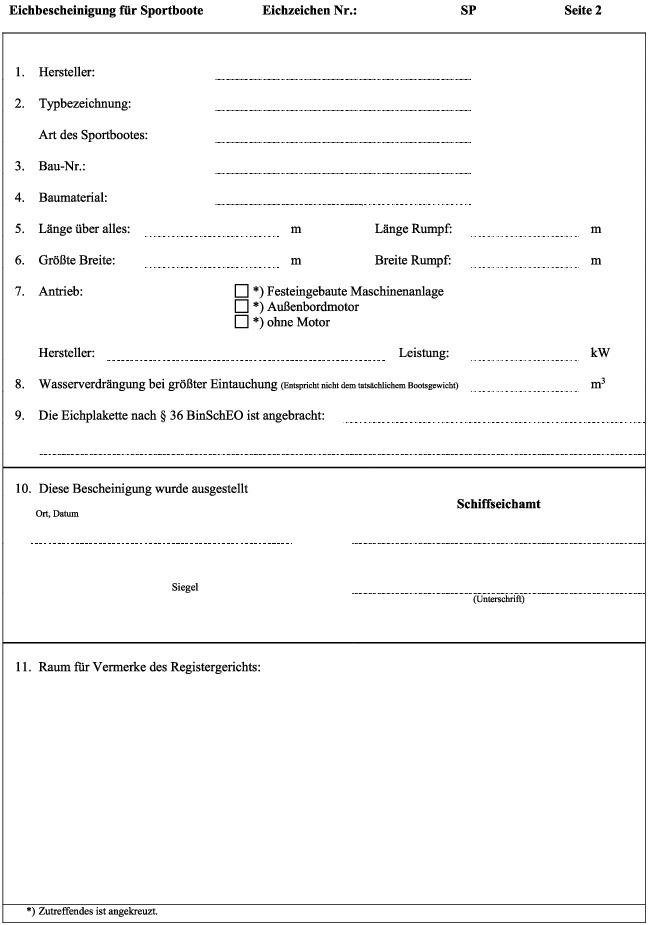 Eichbescheinigung für Sportboote Eichzeichen Nr.: SP Seite 2
1. Hersteller:
2. Typbezeichnung:
Art des Sportbootes:
3. Bau-Nr.:
4. Baumaterial:
5. Länge über alles: m Länge Rumpf: m
6. Größte Breite: m Breite Rumpf: m
7. Antrieb: *) Festeingebaute Maschinenanlage
*) Außenbordmotor
*) ohne Motor
Hersteller: Leistung: kW
8. Wasserverdrängung bei größter Eintauchung (Entspricht nicht dem tatsächlichem Bootsgewicht) m³
9. Die Eichplakette nach § 36 BinSchEO ist angebracht:
10. Diese Bescheinigung wurde ausgestellt
Schiffseichamt
Ort, Datum
Siegel
(Unterschrift)
11. Raum für Vermerke des Registergerichts:
*) Zutreffendes ist angekreuzt.